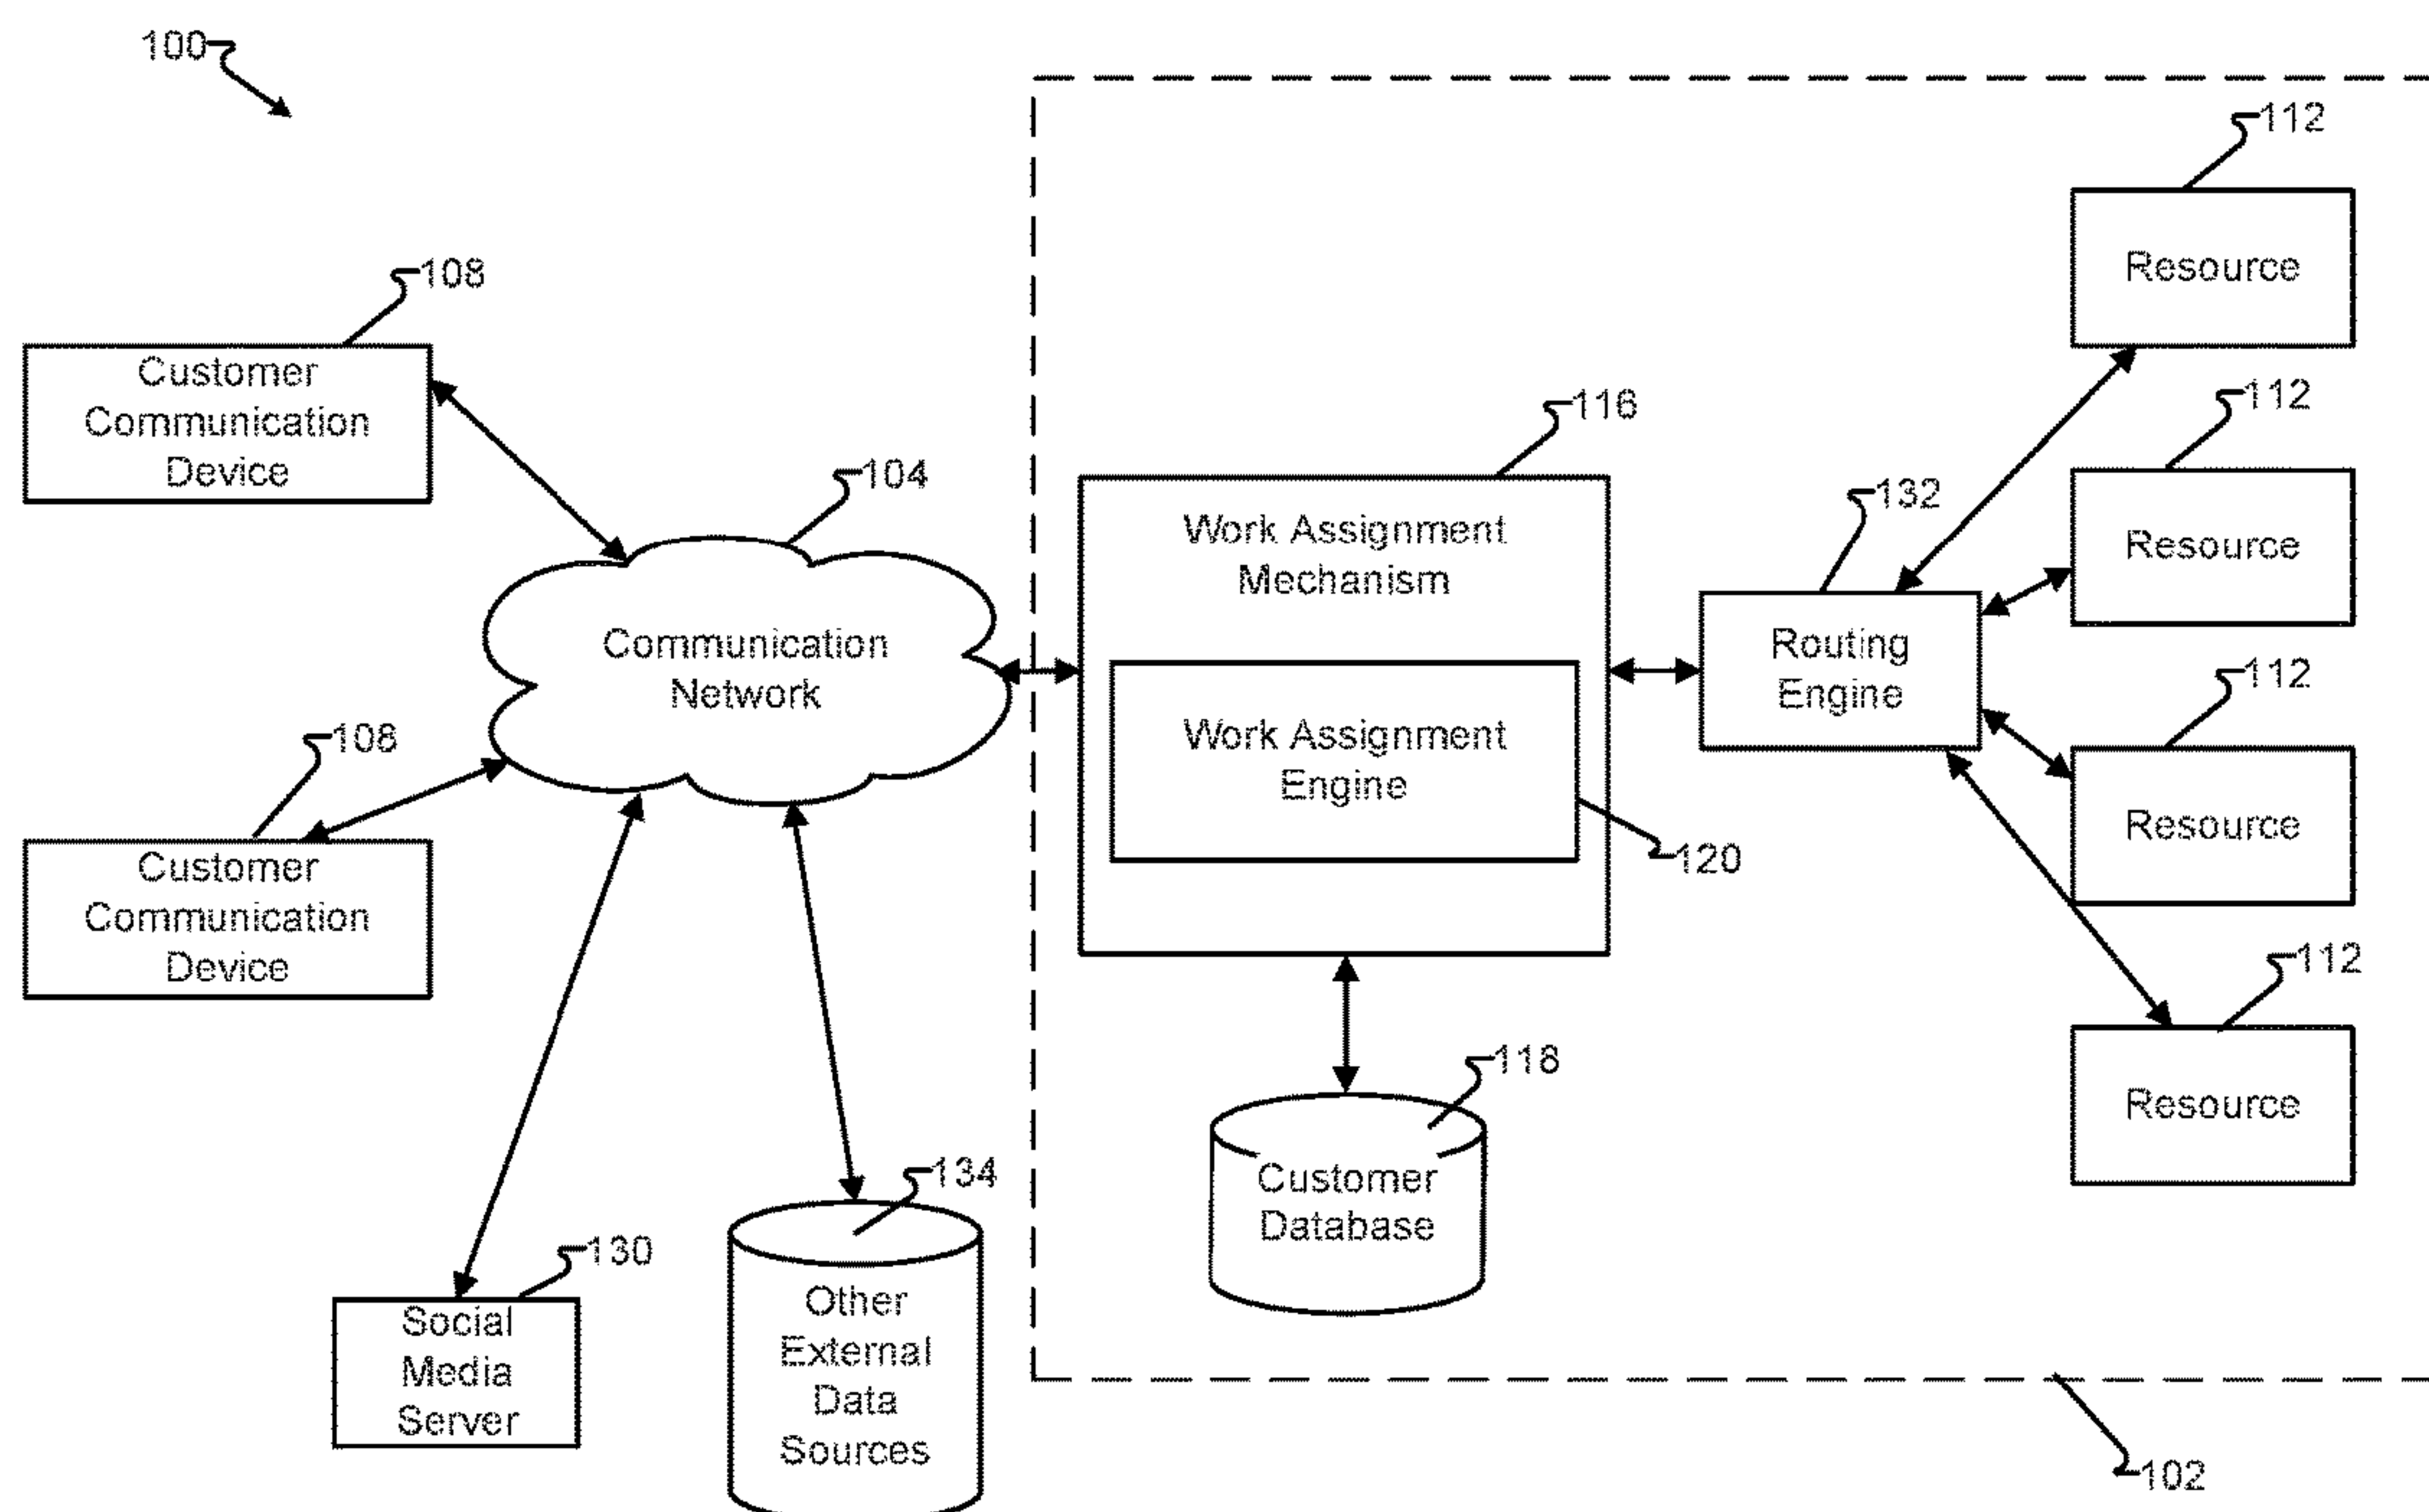 100
112
Resource
108
Customer
Communication
Device
112
Resource
116
Work Assignment
Mechanism
104
132
Communication
Network
Routing
Engine
Work Assignment
Engine
120
112
Resource
108
Customer
Communication
Device
112
Resource
118
Customer
Database
134
Other
External
Data
Sources
130
Social
Media
Server
102